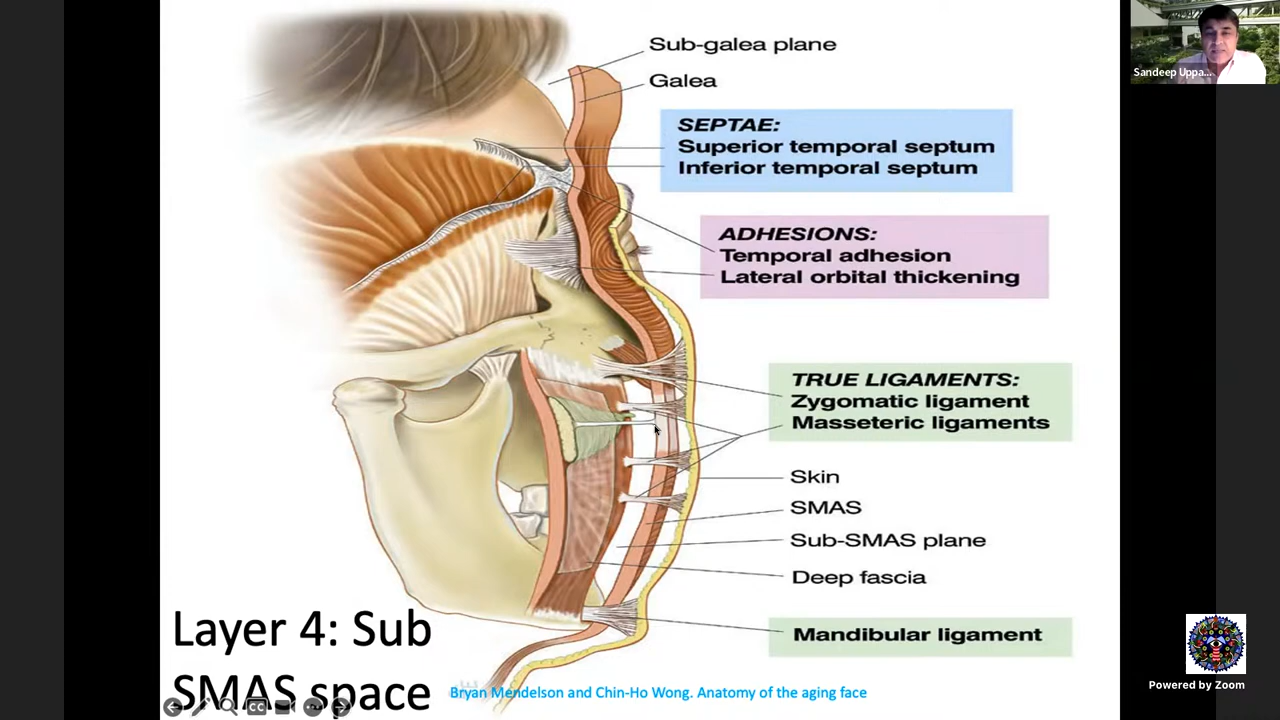 Sub-galea plane
Galea
SEPTAE:
Superior temporal septum
Inferior temporal septum
ADHESIONS:
Temporal adhesion
Lateral orbital thickening
TRUE LIGAMENTS:
Zygomatic ligament
Masseteric ligaments
Skin
SMAS
Sub-SMAS plane
Deep fascia
Mandibular ligament
Layer 4: Sub
SMAS space
Bryan Mendelson and Chin-Ho Wong. Anatomy of the aging face
CC
Sandeep Uppa...
Powered by Zoom